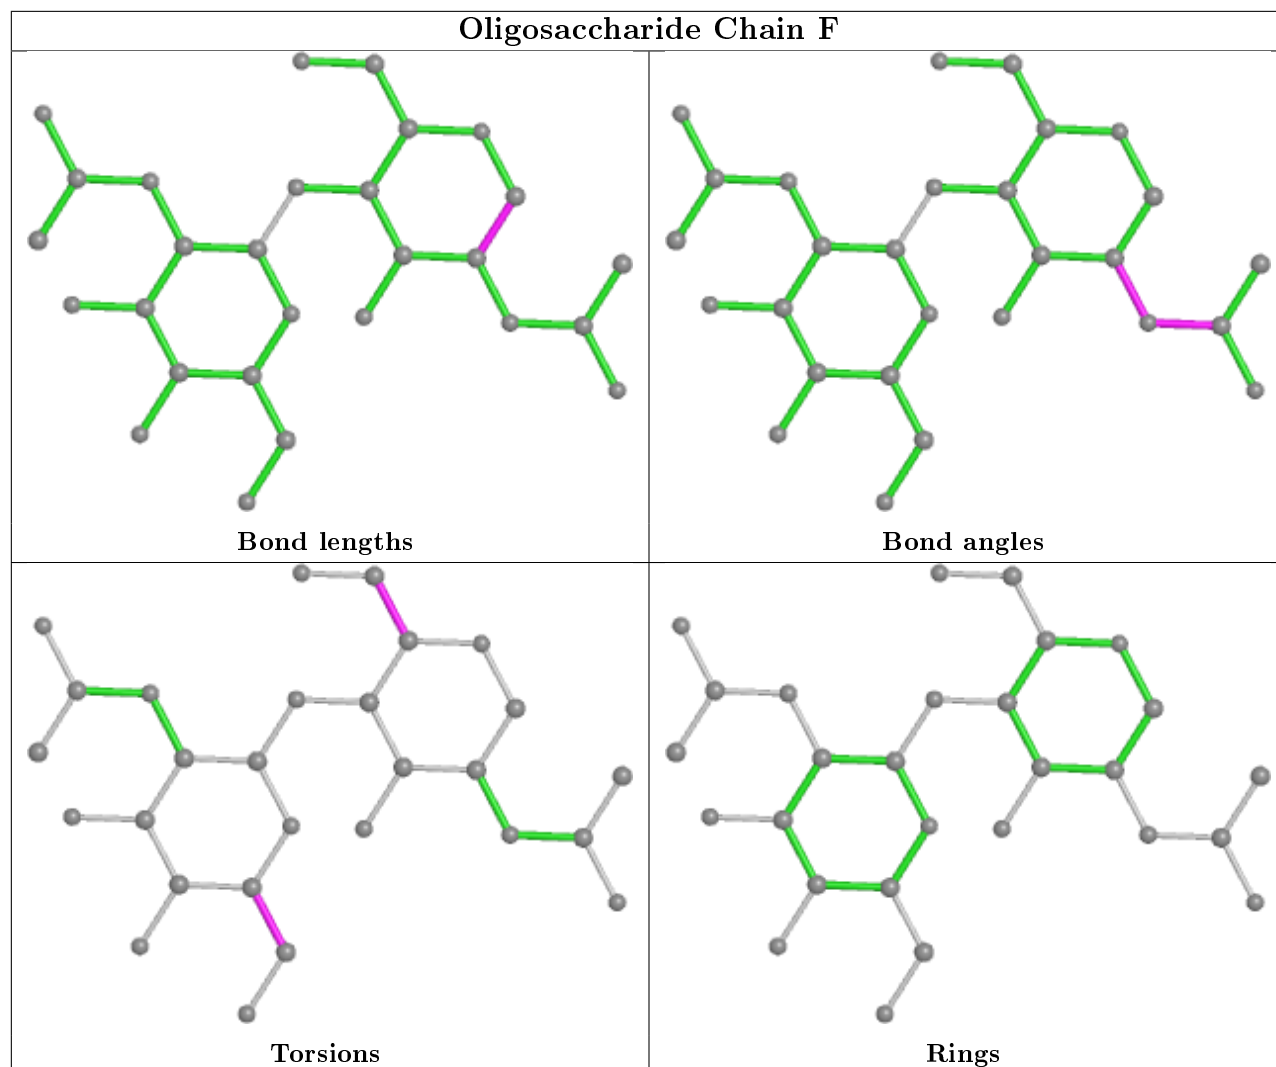 Oligosaccharide Chain F
Bond lengths
Bond angles
Torsions
Rings